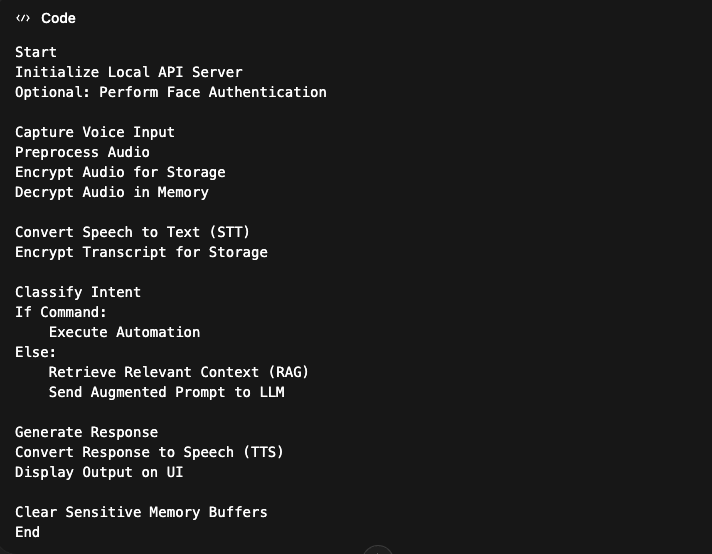 </> Code
Start
Initialize Local API Server
Optional: Perform Face Authentication
Capture Voice Input
Preprocess Audio
Encrypt Audio for Storage
Decrypt Audio in Memory
Convert Speech to Text (STT)
Encrypt Transcript for Storage
Classify Intent
If Command:
    Execute Automation
Else:
    Retrieve Relevant Context (RAG)
    Send Augmented Prompt to LLM
Generate Response
Convert Response to Speech (TTS)
Display Output on UI
Clear Sensitive Memory Buffers
End